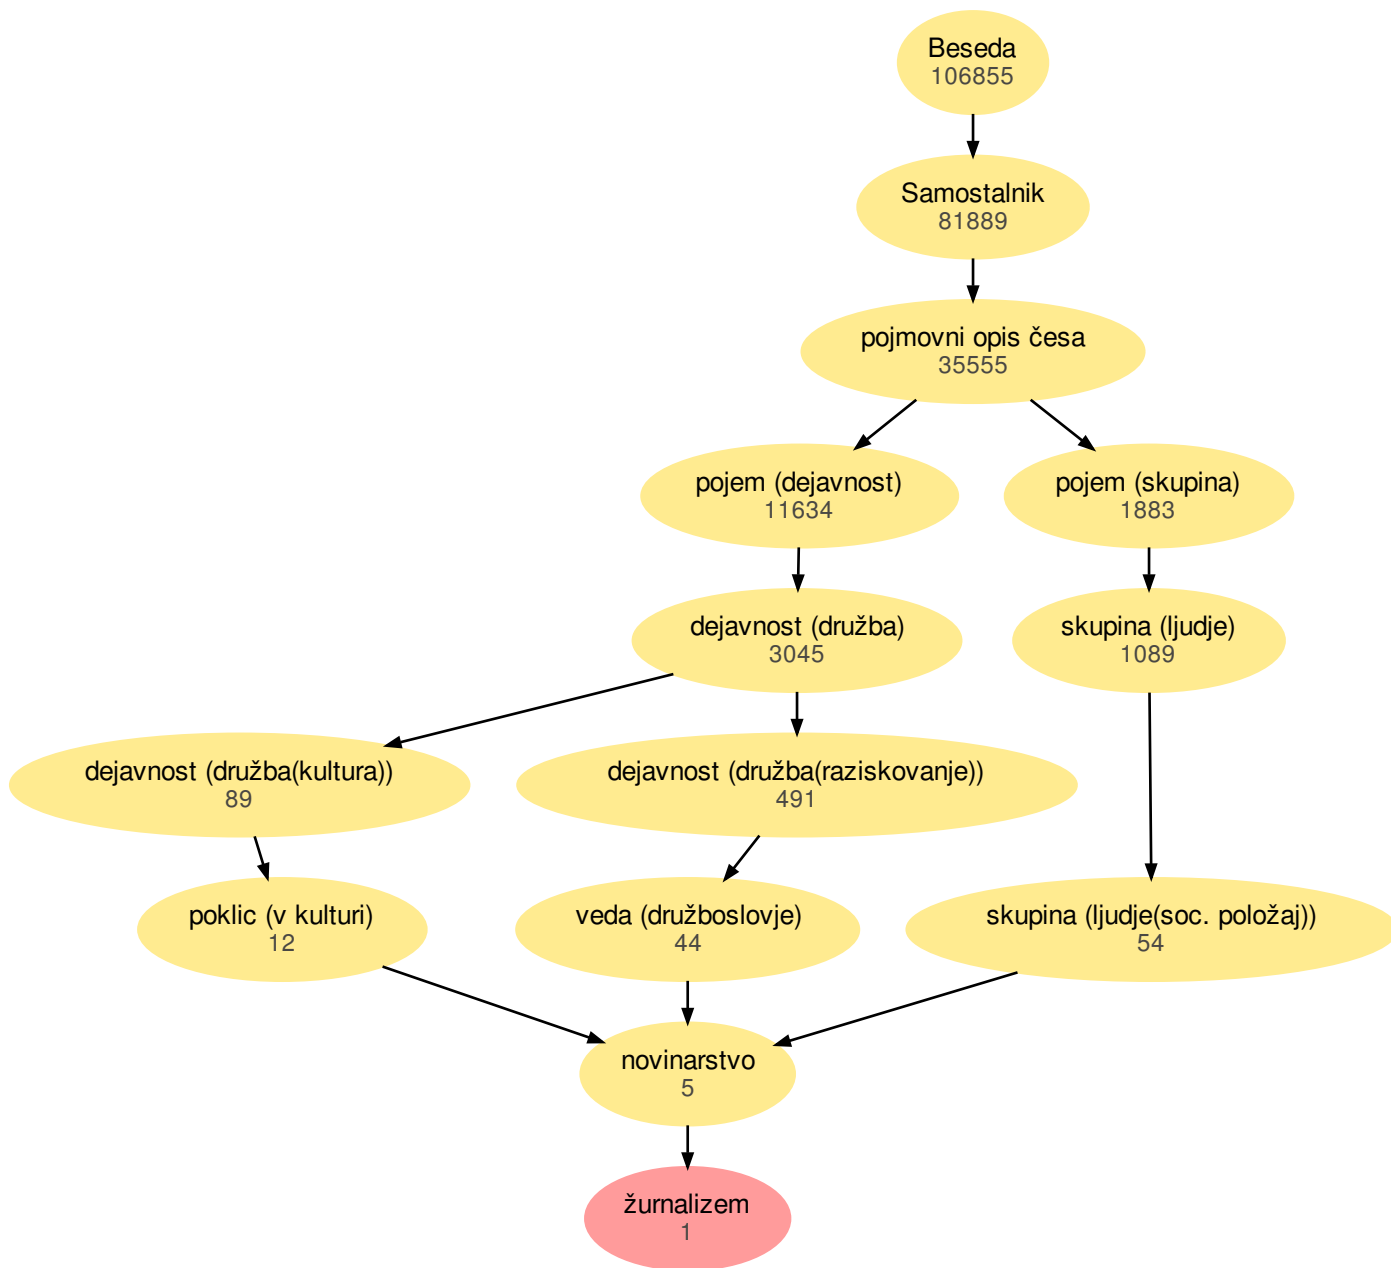 Beseda
106855
Samostalnik
81889
pojmovni opis česa
35555
pojem (dejavnost)
11634
pojem (skupina)
1883
dejavnost (družba)
3045
skupina (ljudje)
1089
dejavnost (družba(kultura))
89
dejavnost (družba(raziskovanje))
491
poklic (v kulturi)
12
veda (družboslovje)
44
skupina (ljudje(soc. položaj))
54
novinarstvo
5
žurnalizem
1